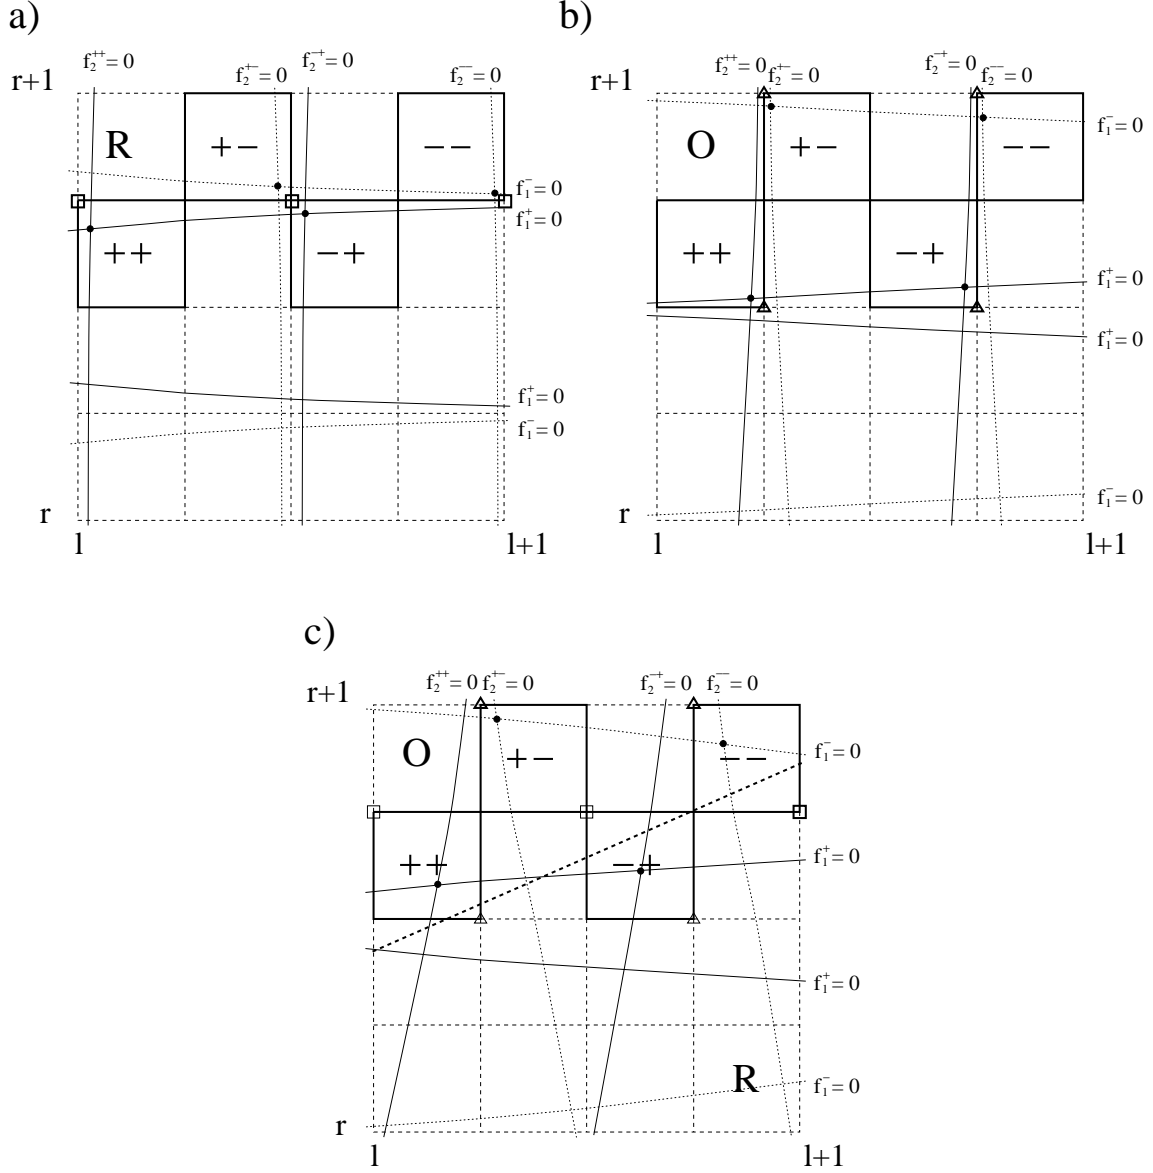 a)
f₂⁺⁺= 0
f₂⁺⁻= 0
f₂⁻⁺= 0
f₂⁻⁻= 0
r+1
R
+−
−−
f₁⁻= 0
f₁⁺= 0
++
−+
f₁⁺= 0
f₁⁻= 0
r
l
l+1
b)
f₂⁺⁺= 0
f₂⁺⁻= 0
f₂⁻⁺= 0
f₂⁻⁻= 0
r+1
O
+−
−−
f₁⁻= 0
++
−+
f₁⁺= 0
f₁⁺= 0
f₁⁻= 0
r
l
l+1
c)
f₂⁺⁺= 0
f₂⁺⁻= 0
f₂⁻⁺= 0
f₂⁻⁻= 0
r+1
O
+−
−−
f₁⁻= 0
++
−+
f₁⁺= 0
f₁⁺= 0
R
f₁⁻= 0
r
l
l+1